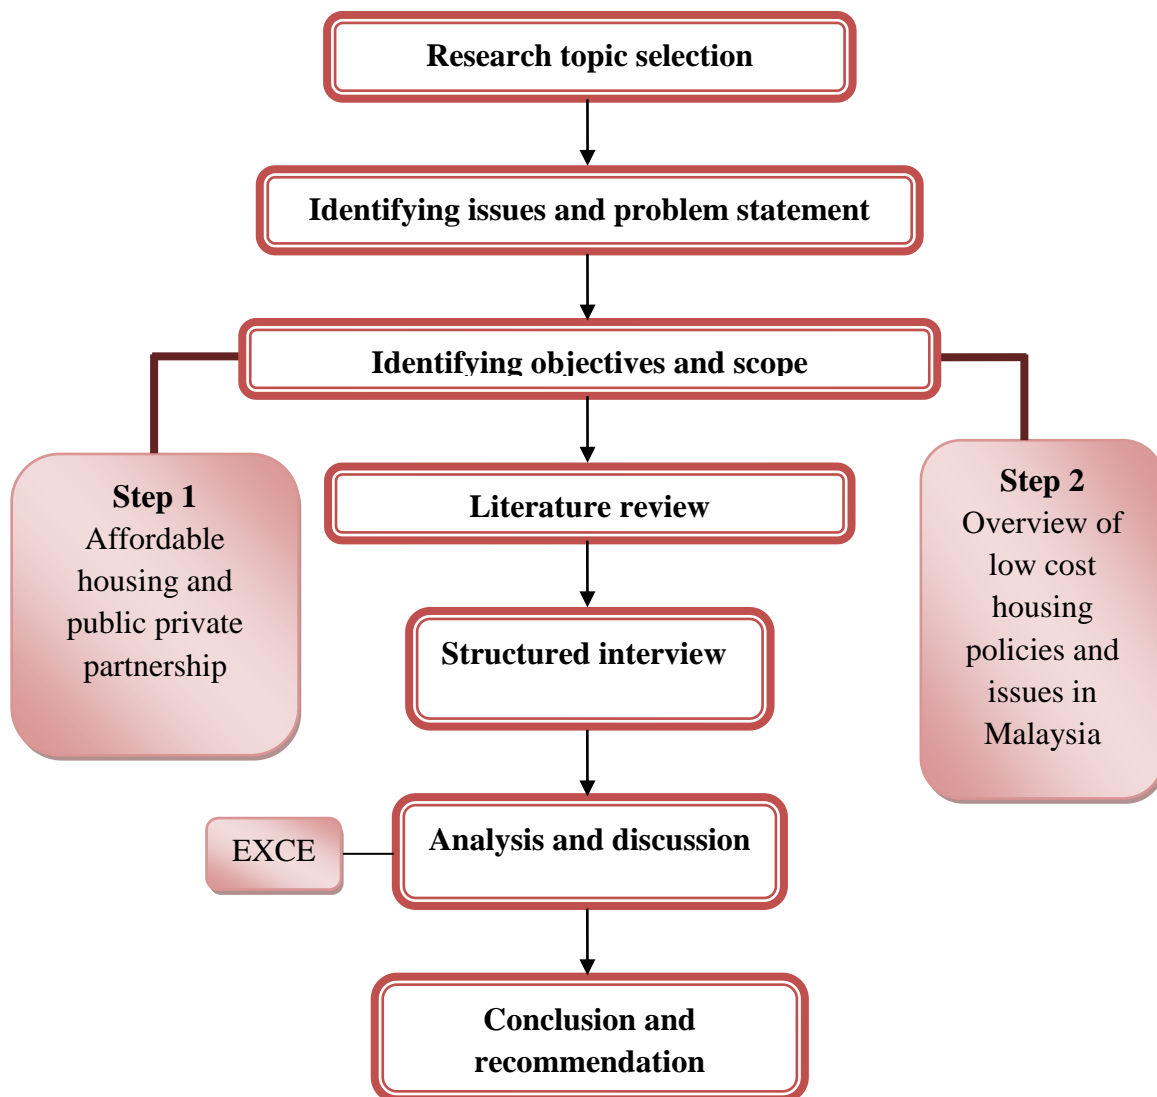 Research topic selection
Identifying issues and problem statement
Identifying objectives and scope
Step 1
Affordable
housing and
public private
partnership
Literature review
Step 2
Overview of
low cost
housing
policies and
issues in
Malaysia
Structured interview
EXCE
Analysis and discussion
Conclusion and
recommendation